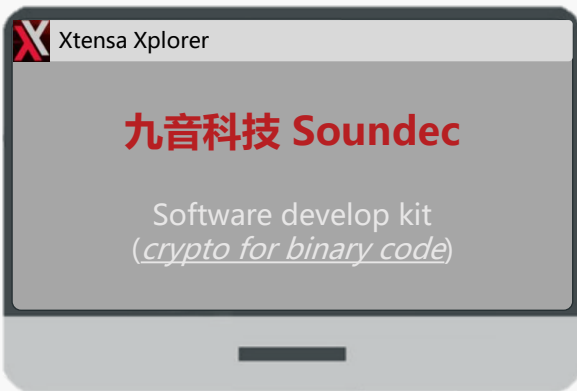 Xtensa Xplorer
九音科技 Soundec
Software develop kit
(crypto for binary code)